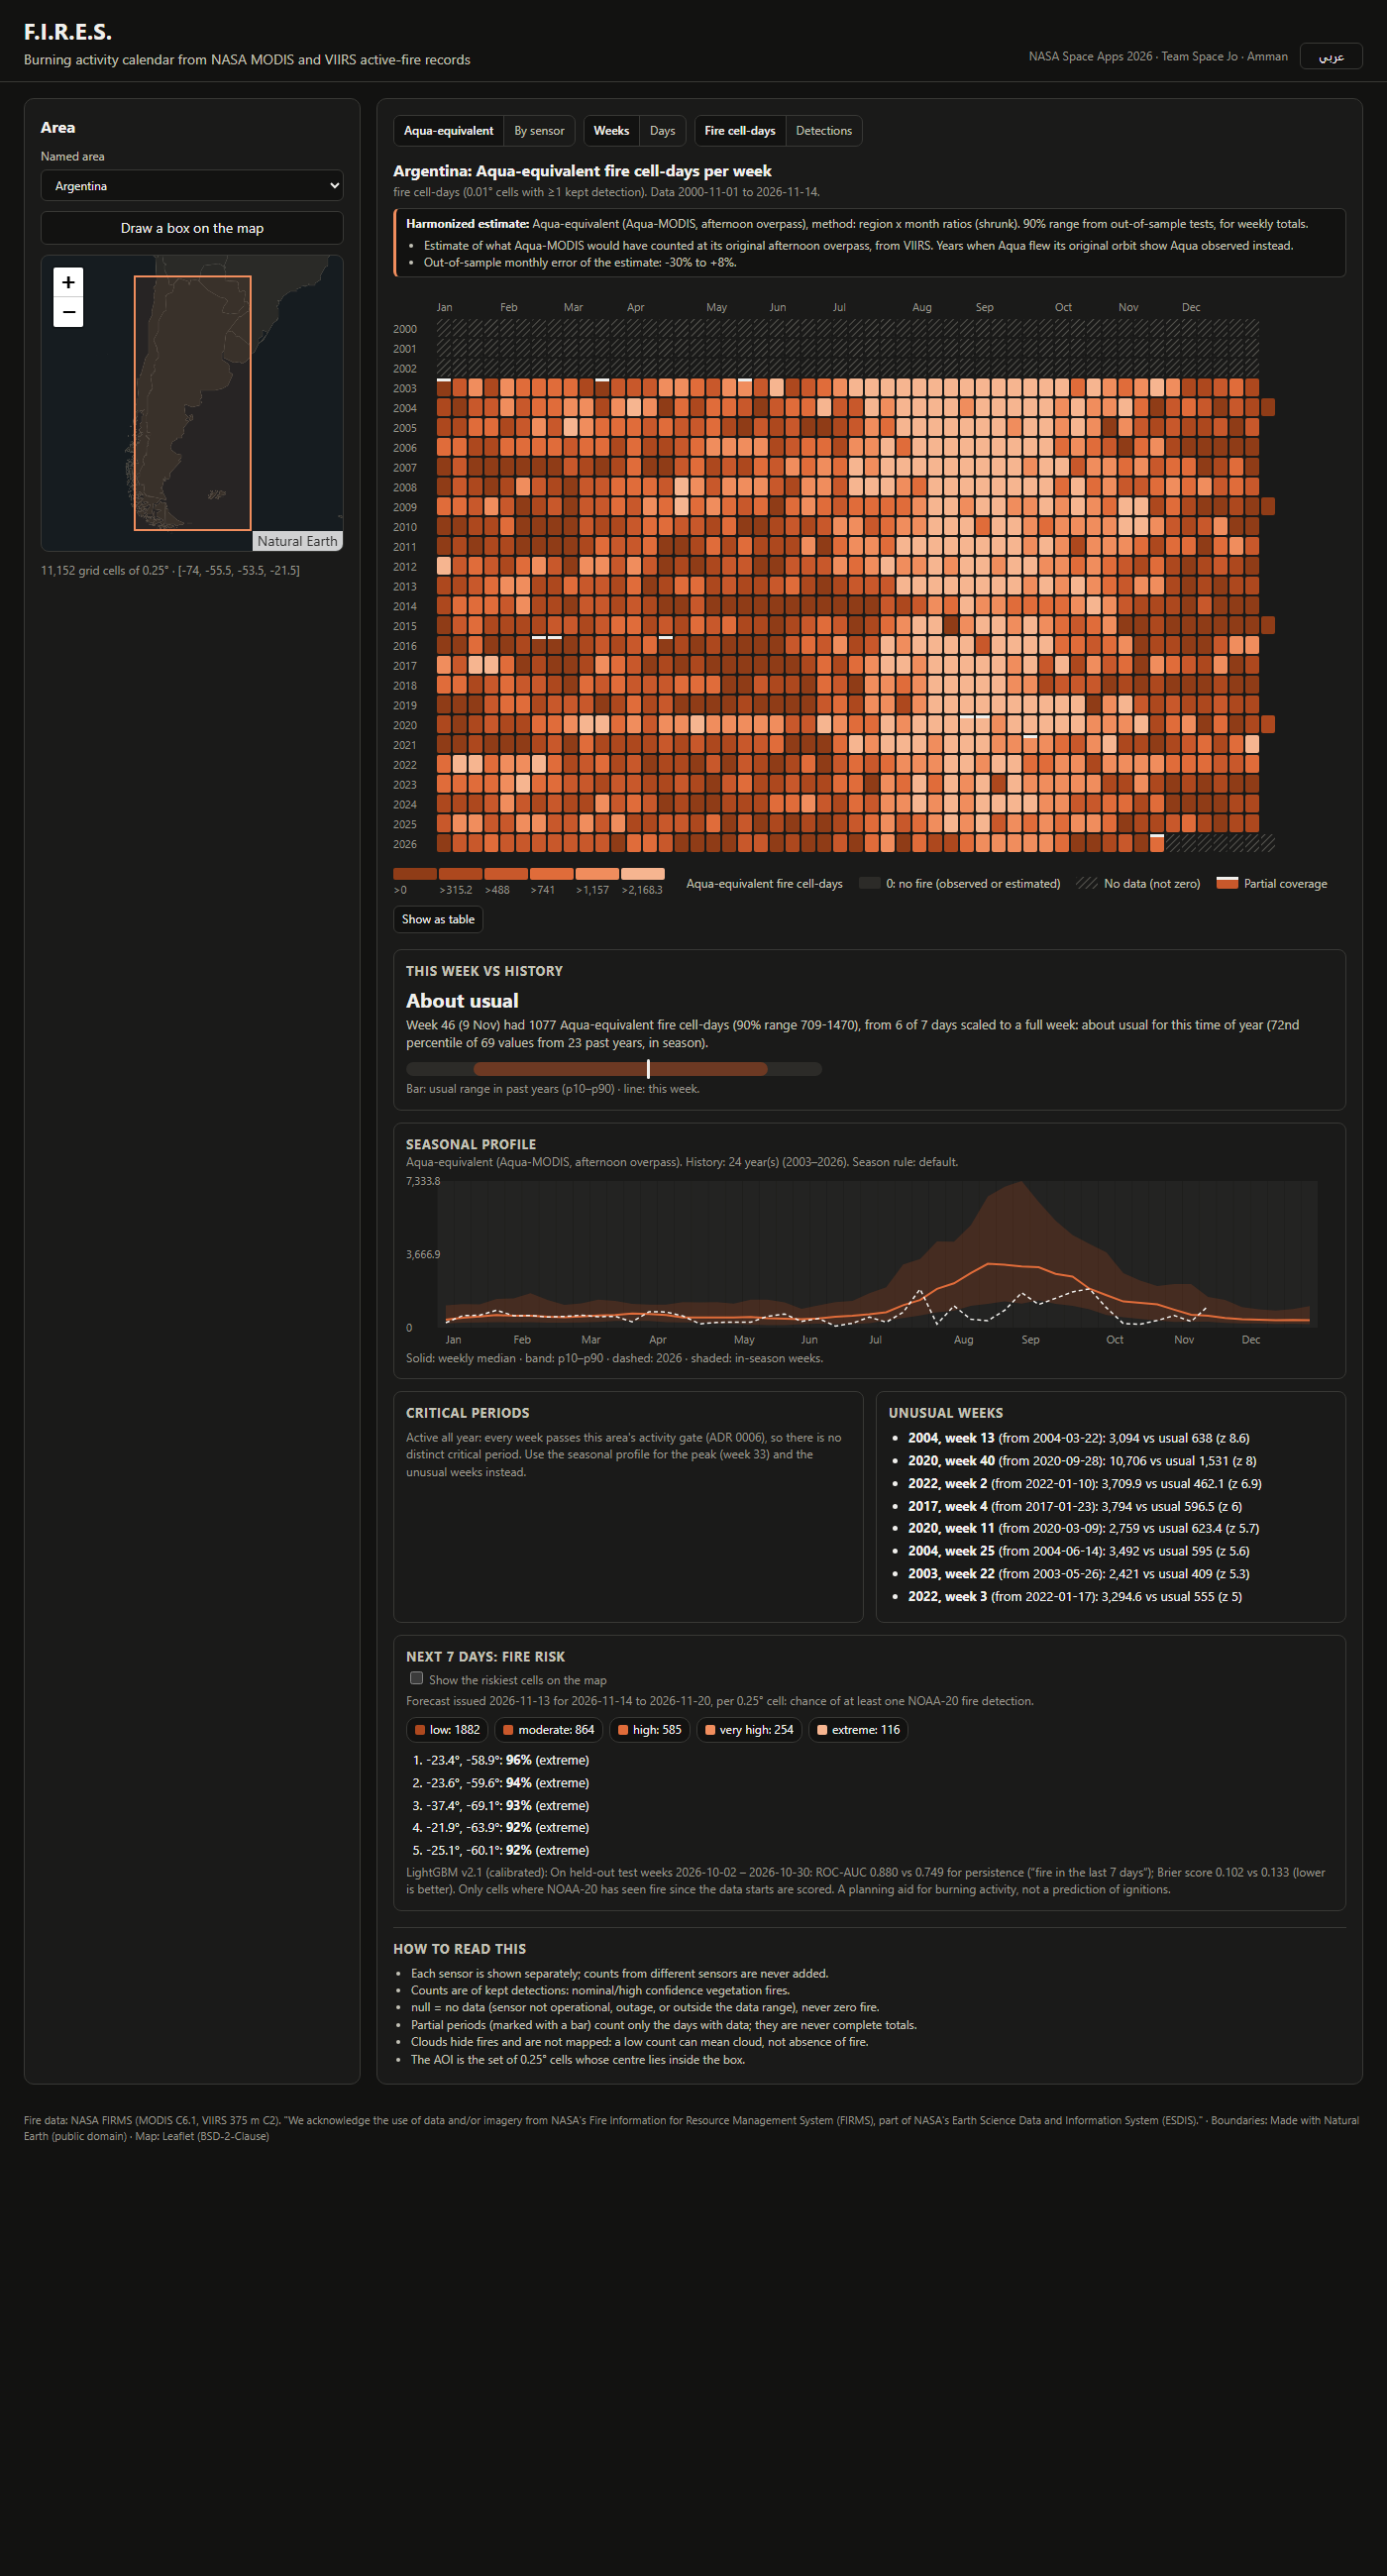 F.I.R.E.S.
Burning activity calendar from NASA MODIS and VIIRS active-fire records
NASA Space Apps 2026 · Team Space Jo · Amman
عربي
Area
Named area
Argentina
Draw a box on the map
+
−
Natural Earth
11,152 grid cells of 0.25° · [-74, -55.5, -53.5, -21.5]
Aqua-equivalent By sensor Weeks Days Fire cell-days Detections
Argentina: Aqua-equivalent fire cell-days per week
fire cell-days (0.01° cells with ≥1 kept detection). Data 2000-11-01 to 2026-11-14.
Harmonized estimate: Aqua-equivalent (Aqua-MODIS, afternoon overpass), method: region x month ratios (shrunk). 90% range from out-of-sample tests, for weekly totals.
• Estimate of what Aqua-MODIS would have counted at its original afternoon overpass, from VIIRS. Years when Aqua flew its original orbit show Aqua observed instead.
• Out-of-sample monthly error of the estimate: -30% to +8%.
Jan Feb Mar Apr May Jun Jul Aug Sep Oct Nov Dec
2000
2001
2002
2003
2004
2005
2006
2007
2008
2009
2010
2011
2012
2013
2014
2015
2016
2017
2018
2019
2020
2021
2022
2023
2024
2025
2026
>0 >315.2 >488 >741 >1,157 >2,168.3
Aqua-equivalent fire cell-days 0: no fire (observed or estimated) No data (not zero) Partial coverage
Show as table
THIS WEEK VS HISTORY
About usual
Week 46 (9 Nov) had 1077 Aqua-equivalent fire cell-days (90% range 709-1470), from 6 of 7 days scaled to a full week: about usual for this time of year (72nd
percentile of 69 values from 23 past years, in season).
Bar: usual range in past years (p10–p90) · line: this week.
SEASONAL PROFILE
Aqua-equivalent (Aqua-MODIS, afternoon overpass). History: 24 year(s) (2003–2026). Season rule: default.
7,333.8
3,666.9
0
Jan Feb Mar Apr May Jun Jul Aug Sep Oct Nov Dec
Solid: weekly median · band: p10–p90 · dashed: 2026 · shaded: in-season weeks.
CRITICAL PERIODS
Active all year: every week passes this area's activity gate (ADR 0006), so there is no
distinct critical period. Use the seasonal profile for the peak (week 33) and the
unusual weeks instead.
UNUSUAL WEEKS
• 2004, week 13 (from 2004-03-22): 3,094 vs usual 638 (z 8.6)
• 2020, week 40 (from 2020-09-28): 10,706 vs usual 1,531 (z 8)
• 2022, week 2 (from 2022-01-10): 3,709.9 vs usual 462.1 (z 6.9)
• 2017, week 4 (from 2017-01-23): 3,794 vs usual 596.5 (z 6)
• 2020, week 11 (from 2020-03-09): 2,759 vs usual 623.4 (z 5.7)
• 2004, week 25 (from 2004-06-14): 3,492 vs usual 595 (z 5.6)
• 2003, week 22 (from 2003-05-26): 2,421 vs usual 409 (z 5.3)
• 2022, week 3 (from 2022-01-17): 3,294.6 vs usual 555 (z 5)
NEXT 7 DAYS: FIRE RISK
Show the riskiest cells on the map
Forecast issued 2026-11-13 for 2026-11-14 to 2026-11-20, per 0.25° cell: chance of at least one NOAA-20 fire detection.
low: 1882 moderate: 864 high: 585 very high: 254 extreme: 116
1. -23.4°, -58.9°: 96% (extreme)
2. -23.6°, -59.6°: 94% (extreme)
3. -37.4°, -69.1°: 93% (extreme)
4. -21.9°, -63.9°: 92% (extreme)
5. -25.1°, -60.1°: 92% (extreme)
LightGBM v2.1 (calibrated): On held-out test weeks 2026-10-02 – 2026-10-30: ROC-AUC 0.880 vs 0.749 for persistence ("fire in the last 7 days"); Brier score 0.102 vs 0.133 (lower
is better). Only cells where NOAA-20 has seen fire since the data starts are scored. A planning aid for burning activity, not a prediction of ignitions.
HOW TO READ THIS
• Each sensor is shown separately; counts from different sensors are never added.
• Counts are of kept detections: nominal/high confidence vegetation fires.
• null = no data (sensor not operational, outage, or outside the data range), never zero fire.
• Partial periods (marked with a bar) count only the days with data; they are never complete totals.
• Clouds hide fires and are not mapped: a low count can mean cloud, not absence of fire.
• The AOI is the set of 0.25° cells whose centre lies inside the box.
Fire data: NASA FIRMS (MODIS C6.1, VIIRS 375 m C2). "We acknowledge the use of data and/or imagery from NASA's Fire Information for Resource Management System (FIRMS), part of NASA's Earth Science Data and Information System (ESDIS)." · Boundaries: Made with Natural
Earth (public domain) · Map: Leaflet (BSD-2-Clause)